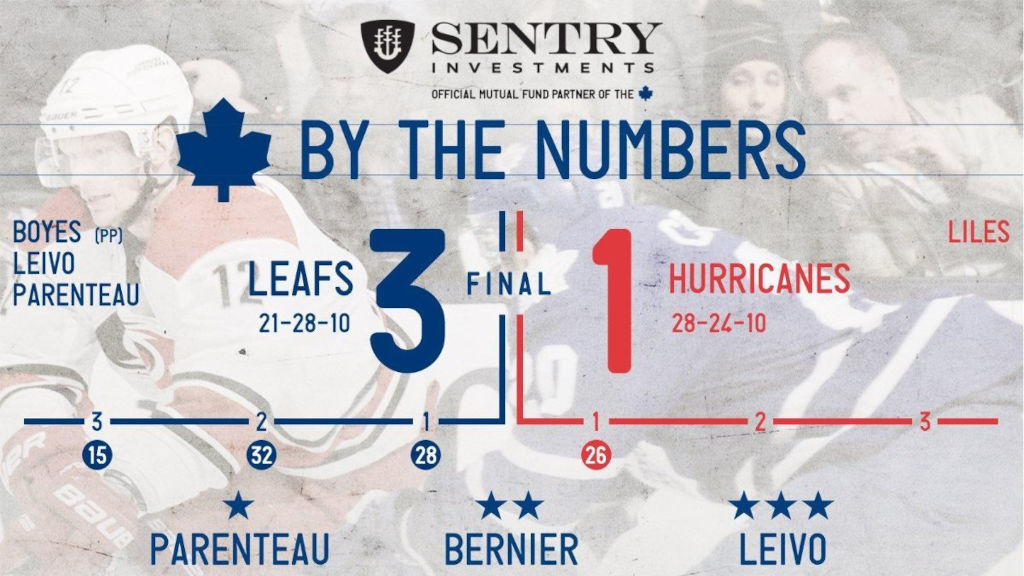 SENTRY
INVESTMENTS
OFFICIAL MUTUAL FUND PARTNER OF THE
BY THE NUMBERS
BOYES (PP)
LEIVO
PARENTEAU
LEAFS
21-28-10
3
FINAL
1
HURRICANES
28-24-10
LILES
3 2 1 1 2 3
15 32 28 26
PARENTEAU BERNIER LEIVO
12
12